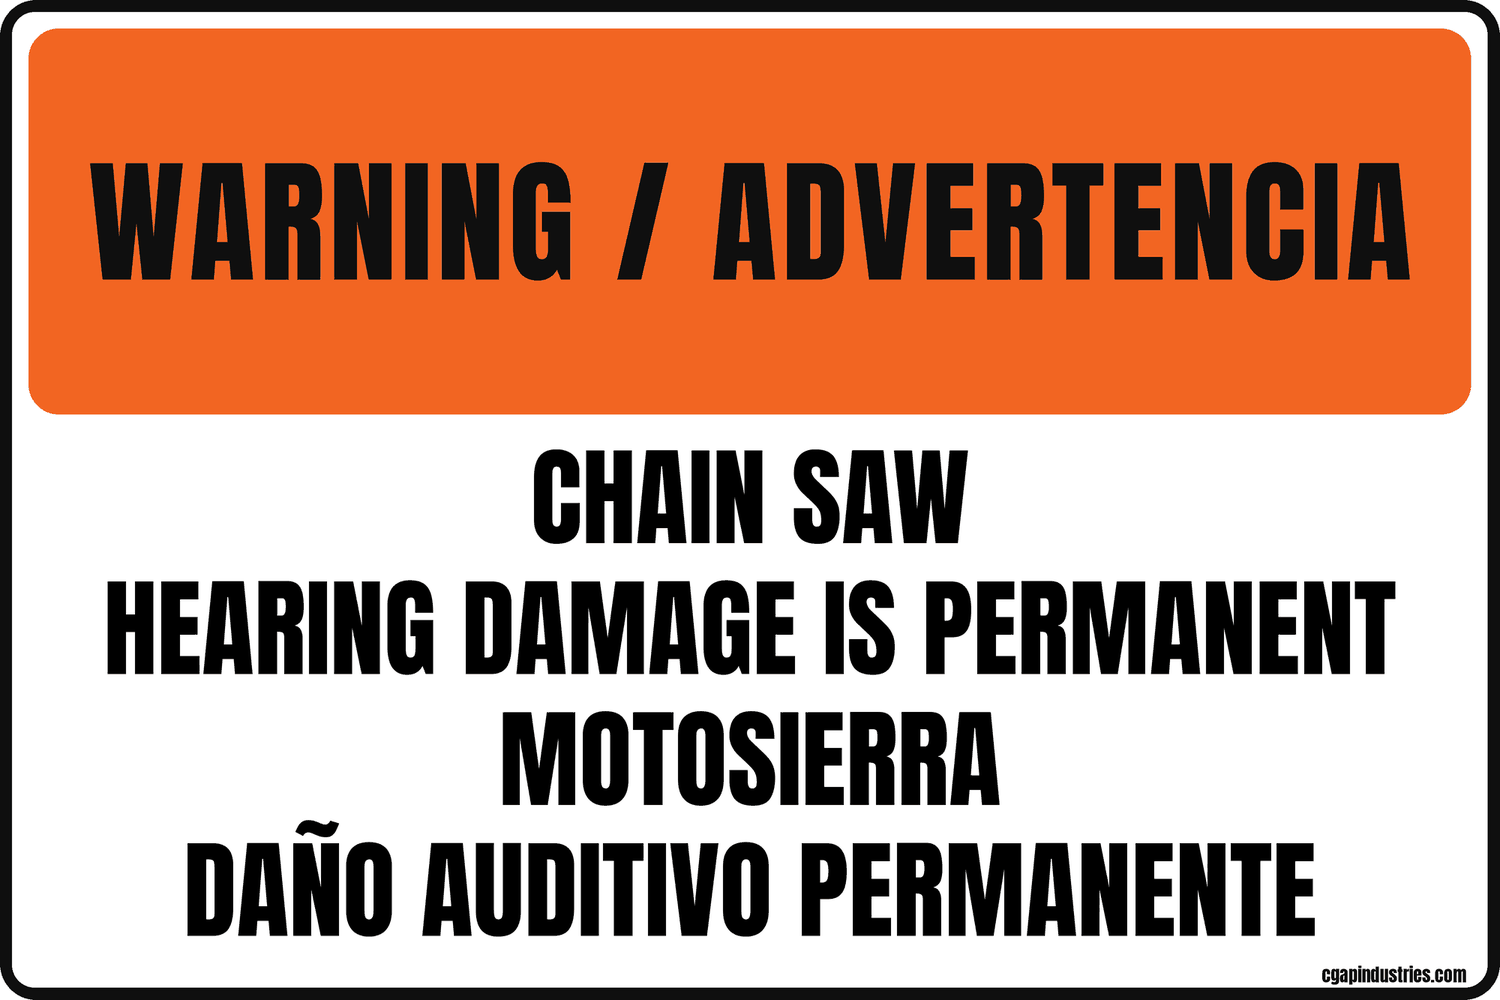 WARNING / ADVERTENCIA
CHAIN SAW
HEARING DAMAGE IS PERMANENT
MOTOSIERRA
DAÑO AUDITIVO PERMANENTE
cgapindustries.com